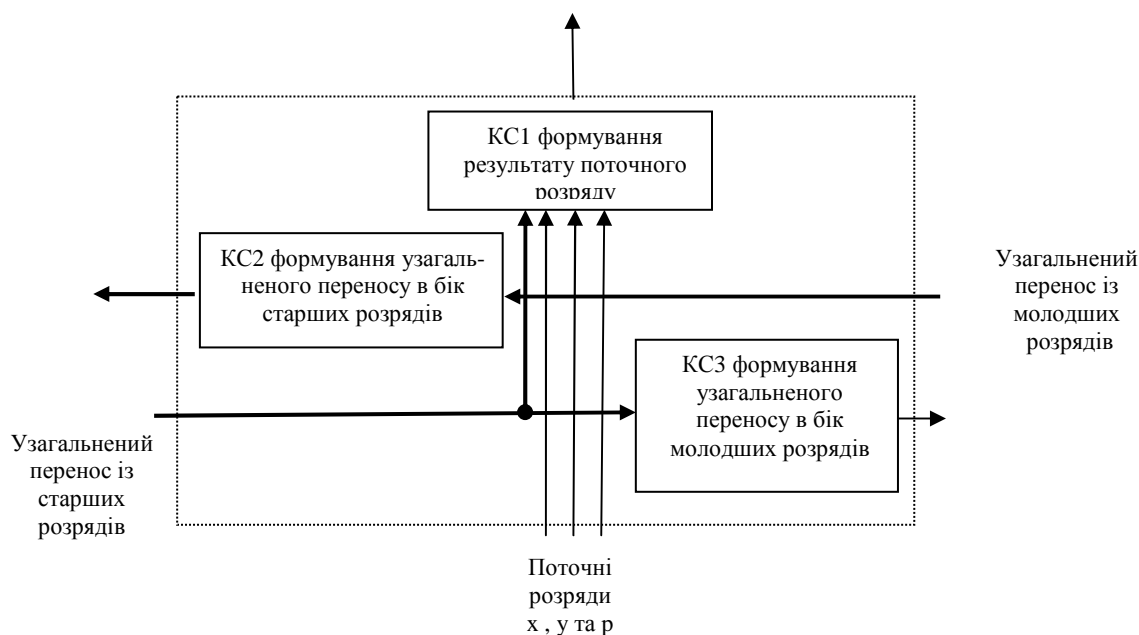 КС1 формування
результату поточного
розряду
КС2 формування узагаль-
неного переносу в бік
старших розрядів
Узагальнений
перенос із
молодших
розрядів
КС3 формування
узагальненого
переносу в бік
молодших розрядів
Узагальнений
перенос із
старших
розрядів
Поточні
розряди
х , у та р